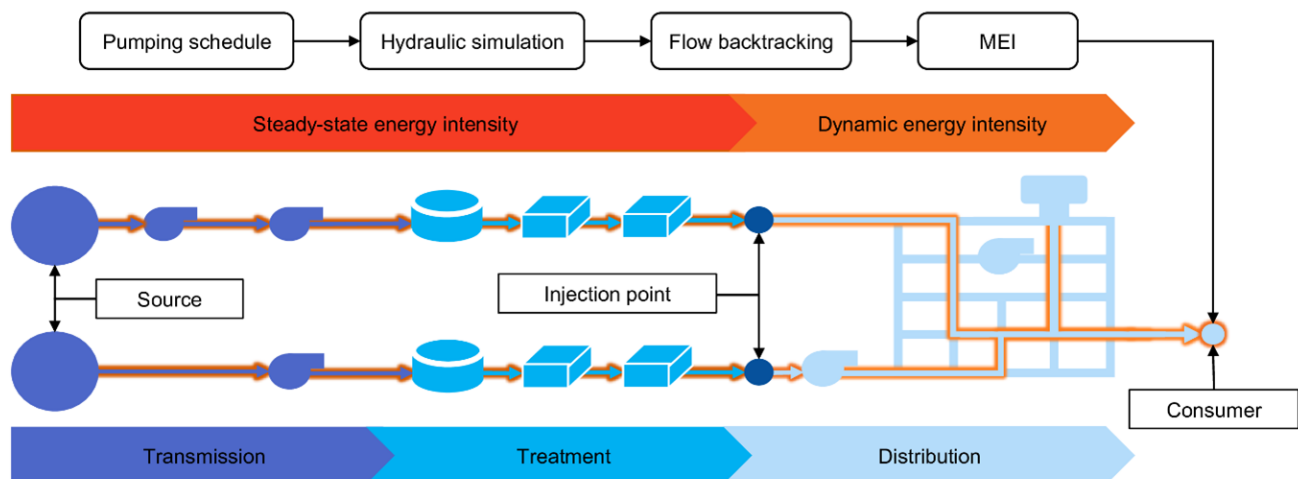 Pumping schedule
Hydraulic simulation
Flow backtracking
MEI
Steady-state energy intensity
Dynamic energy intensity
Source
Injection point
Consumer
Transmission
Treatment
Distribution